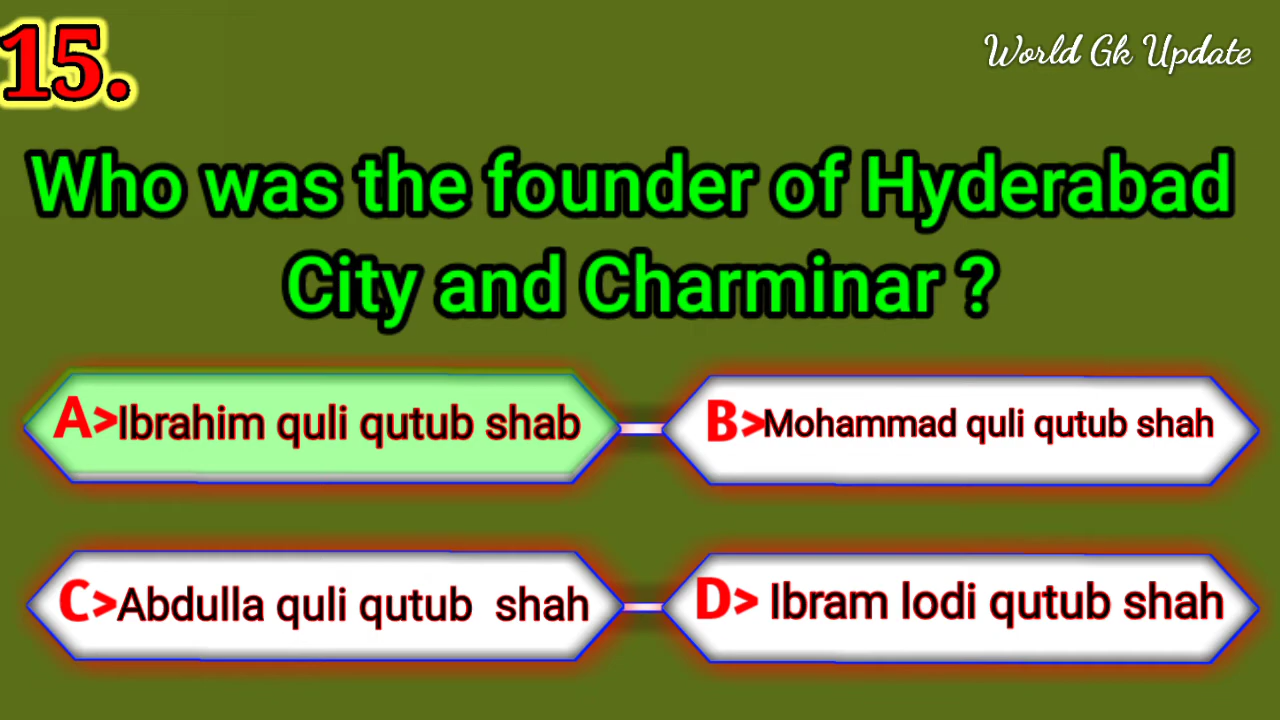 15.
World Gk Update
Who was the founder of Hyderabad
City and Charminar ?
A>Ibrahim quli qutub shab
B>Mohammad quli qutub shah
C>Abdulla quli qutub shah
D> Ibram lodi qutub shah